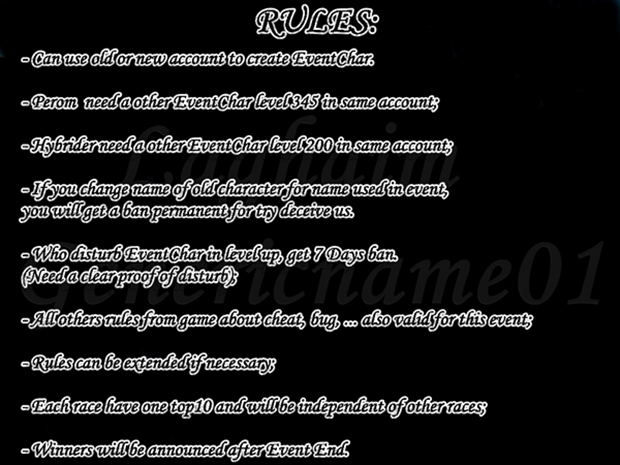 RULES:
- Can use old or new account to create EventChar.
- Perom need a other EventChar level 345 in same account;
- Hybrider need a other EventChar level 200 in same account;
- If you change name of old character for name used in event,
you will get a ban permanent for try deceive us.
- Who disturb EventChar in level up, get 7 Days ban.
(Need a clear proof of disturb);
- All others rules from game about cheat, bug, ... also valid for this event;
- Rules can be extended if necessary;
- Each race have one top10 and will be independent of other races;
- Winners will be announced after Event End.
Laghaim
Genericname01